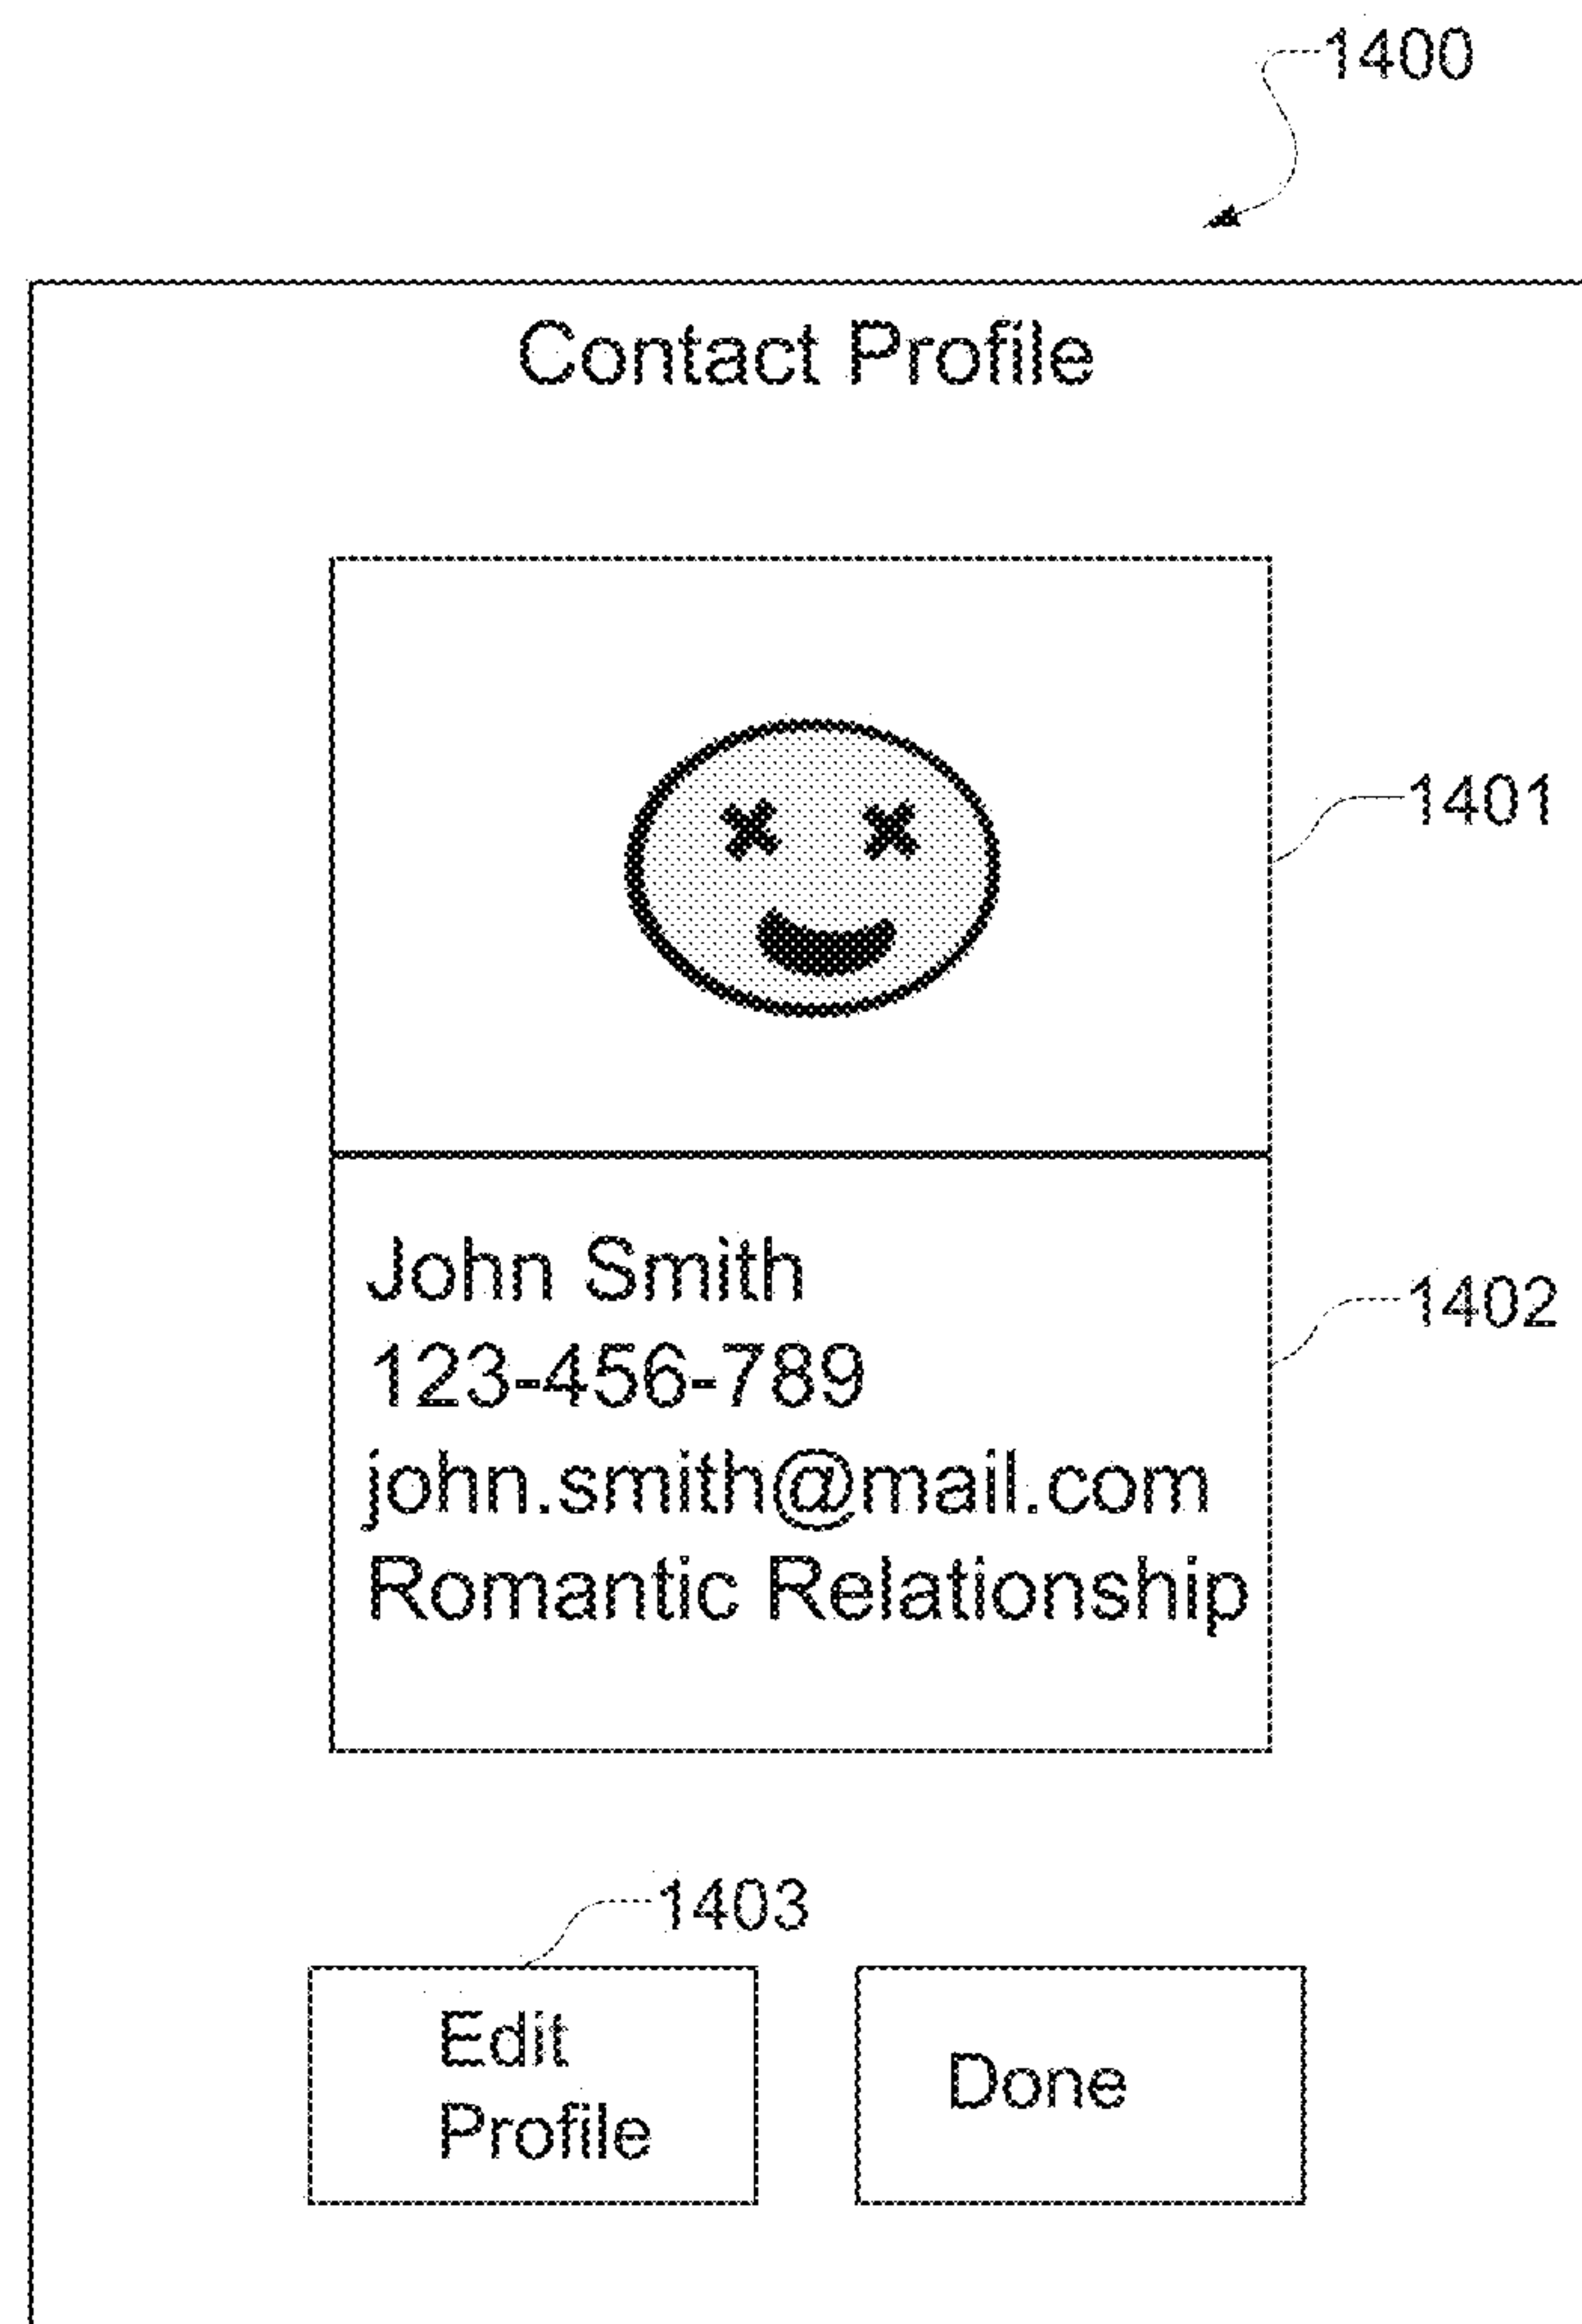 1400
Contact Profile
1401
John Smith
1402
123-456-789
john.smith@mail.com
Romantic Relationship
1403
Edit
Profile
Done